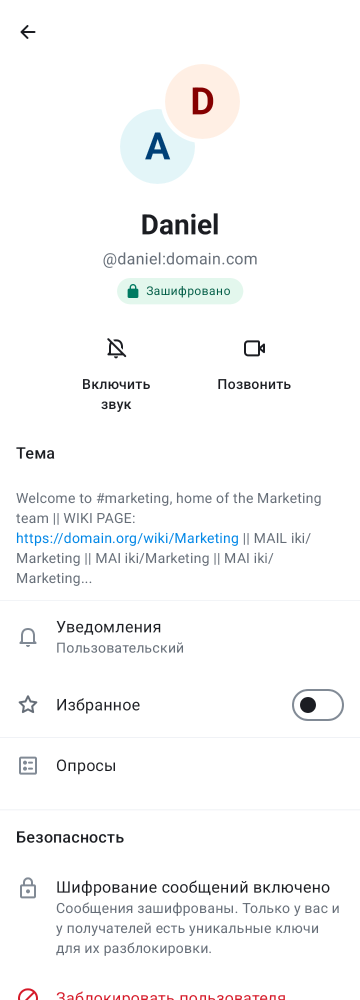 D
A
Daniel
@daniel:domain.com
Зашифровано
Включить
звук
Позвонить
Тема
Welcome to #marketing, home of the Marketing
team || WIKI PAGE:
https://domain.org/wiki/Marketing || MAIL iki/
Marketing || MAI iki/Marketing || MAI iki/
Marketing...
Уведомления
Пользовательский
Избранное
Опросы
Безопасность
Шифрование сообщений включено
Сообщения зашифрованы. Только у вас и
у получателей есть уникальные ключи
для их разблокировки.
Заблокировать пользователя